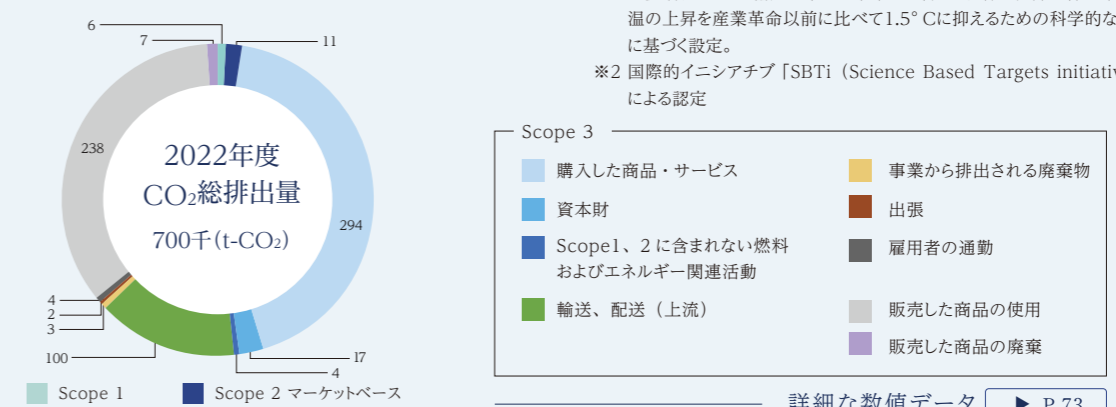 6
7
11
238
294
2022年度
CO₂総排出量
700千(t-CO₂)
4
2
3
100
17
4
Scope 1
Scope 2 マーケットベース
温の上昇を産業革命以前に比べて1.5°Cに抑えるための科学的な
に基づく設定。
※2 国際的イニシアチブ「SBTi(Science Based Targets
による認定
Scope 3
購入した商品・サービス
資本財
Scope1、2に含まれない燃料
およびエネルギー関連活動
輸送、配送(上流)
事業から排出される廃棄物
出張
雇用者の通勤
販売した商品の使用
販売した商品の廃棄
詳細な数値データ ▶ P.73